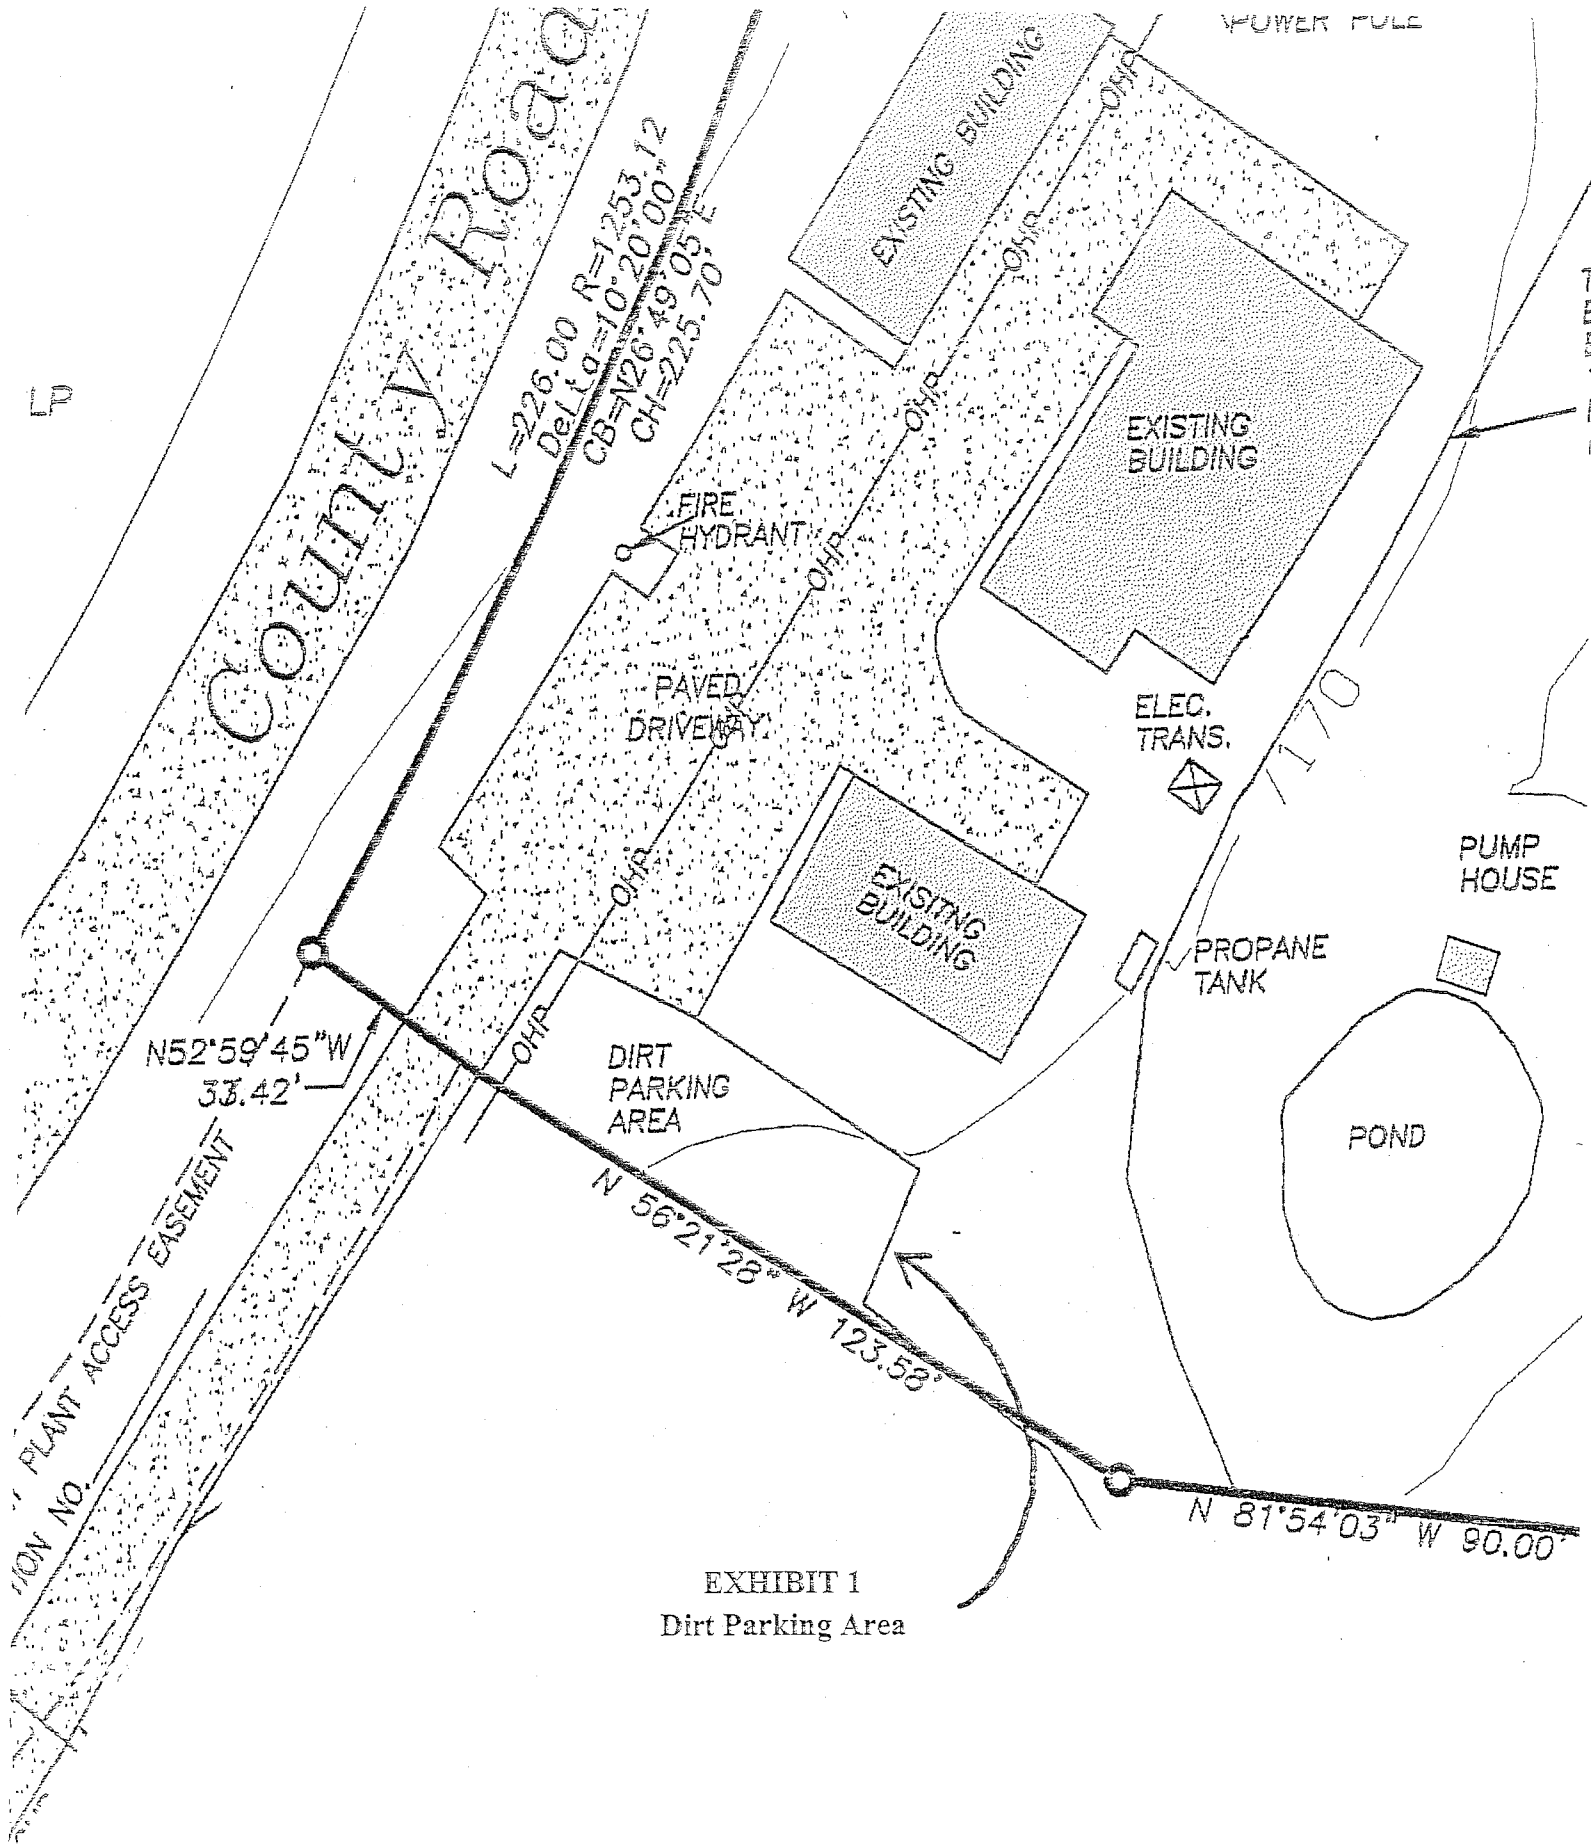 POWER POLE
County Road
L=226.00 R=1253.12
Delta=10°20'00"
CB=N26°49'05"E
CH=225.70'
EXISTING BUILDING
OHP
OHP
OHP
LP
EXISTING
BUILDING
FIRE
HYDRANT
OHP
PAVED
DRIVEWAY
ELEC.
TRANS.
7170
PUMP
HOUSE
EXISITNG
BUILDING
OHP
PROPANE
TANK
OHP
N52°59'45"W
33.42'
DIRT
PARKING
AREA
POND
N 56°21'28" W 123.58'
PLANT ACCESS EASEMENT
NO.
N 81°54'03" W 90.00'
EXHIBIT 1
Dirt Parking Area